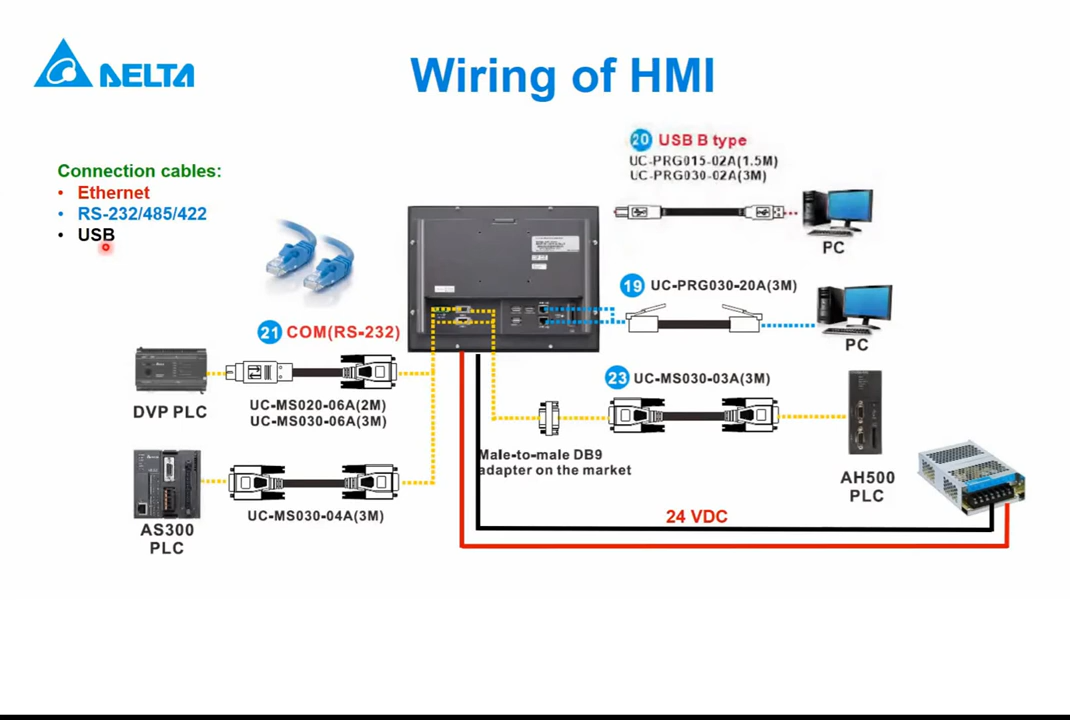 DELTA
Wiring of HMI
Connection cables:
• Ethernet
• RS-232/485/422
• USB
20 USB B type
UC-PRG015-02A(1.5M)
UC-PRG030-02A(3M)
PC
19 UC-PRG030-20A(3M)
PC
21 COM(RS-232)
DVP PLC
UC-MS020-06A(2M)
UC-MS030-06A(3M)
23 UC-MS030-03A(3M)
Male-to-male DB9
adapter on the market
AH500
PLC
UC-MS030-04A(3M)
AS300
PLC
24 VDC